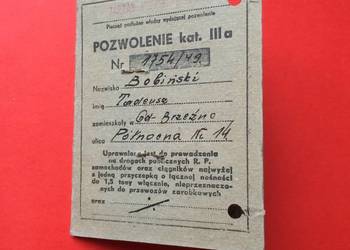 Pieczęć podłużna władzy wydającej pozwolenie
POZWOLENIE kat. IIIa
Nr 1754/49
Nazwisko Bobiński
imię Tadeusz
zamieszkały w Gd-Brzeźno
ulica Północna Nr 14
Uprawniony jest do prowadzenia
na drogach publicznych R. P.
samochodów oraz ciągników najwyżej
z jedną przyczepką o łącznej nośności
do 1,5 tony włącznie, nieprzeznaczo-
nych do przewozów zarobkowych
oraz